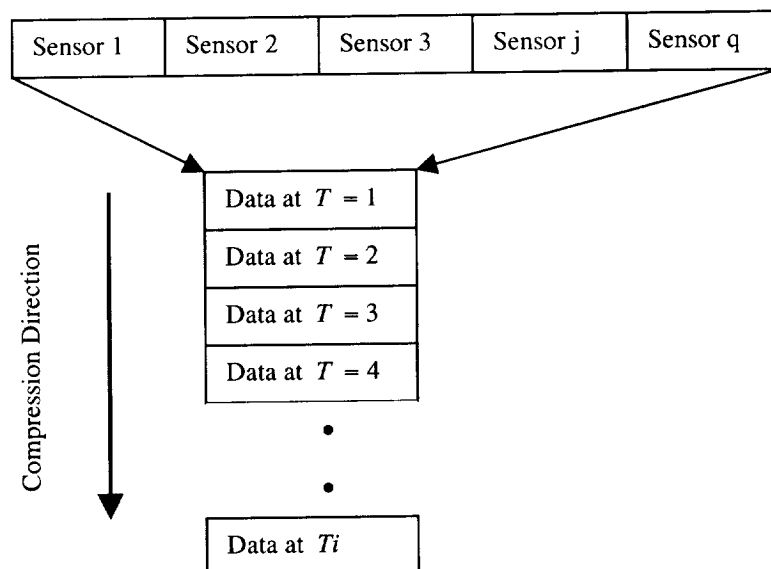 Sensor 1 Sensor 2 Sensor 3 Sensor j Sensor q
Data at T = 1
Data at T = 2
Data at T = 3
Data at T = 4
Data at Ti
Compression Direction